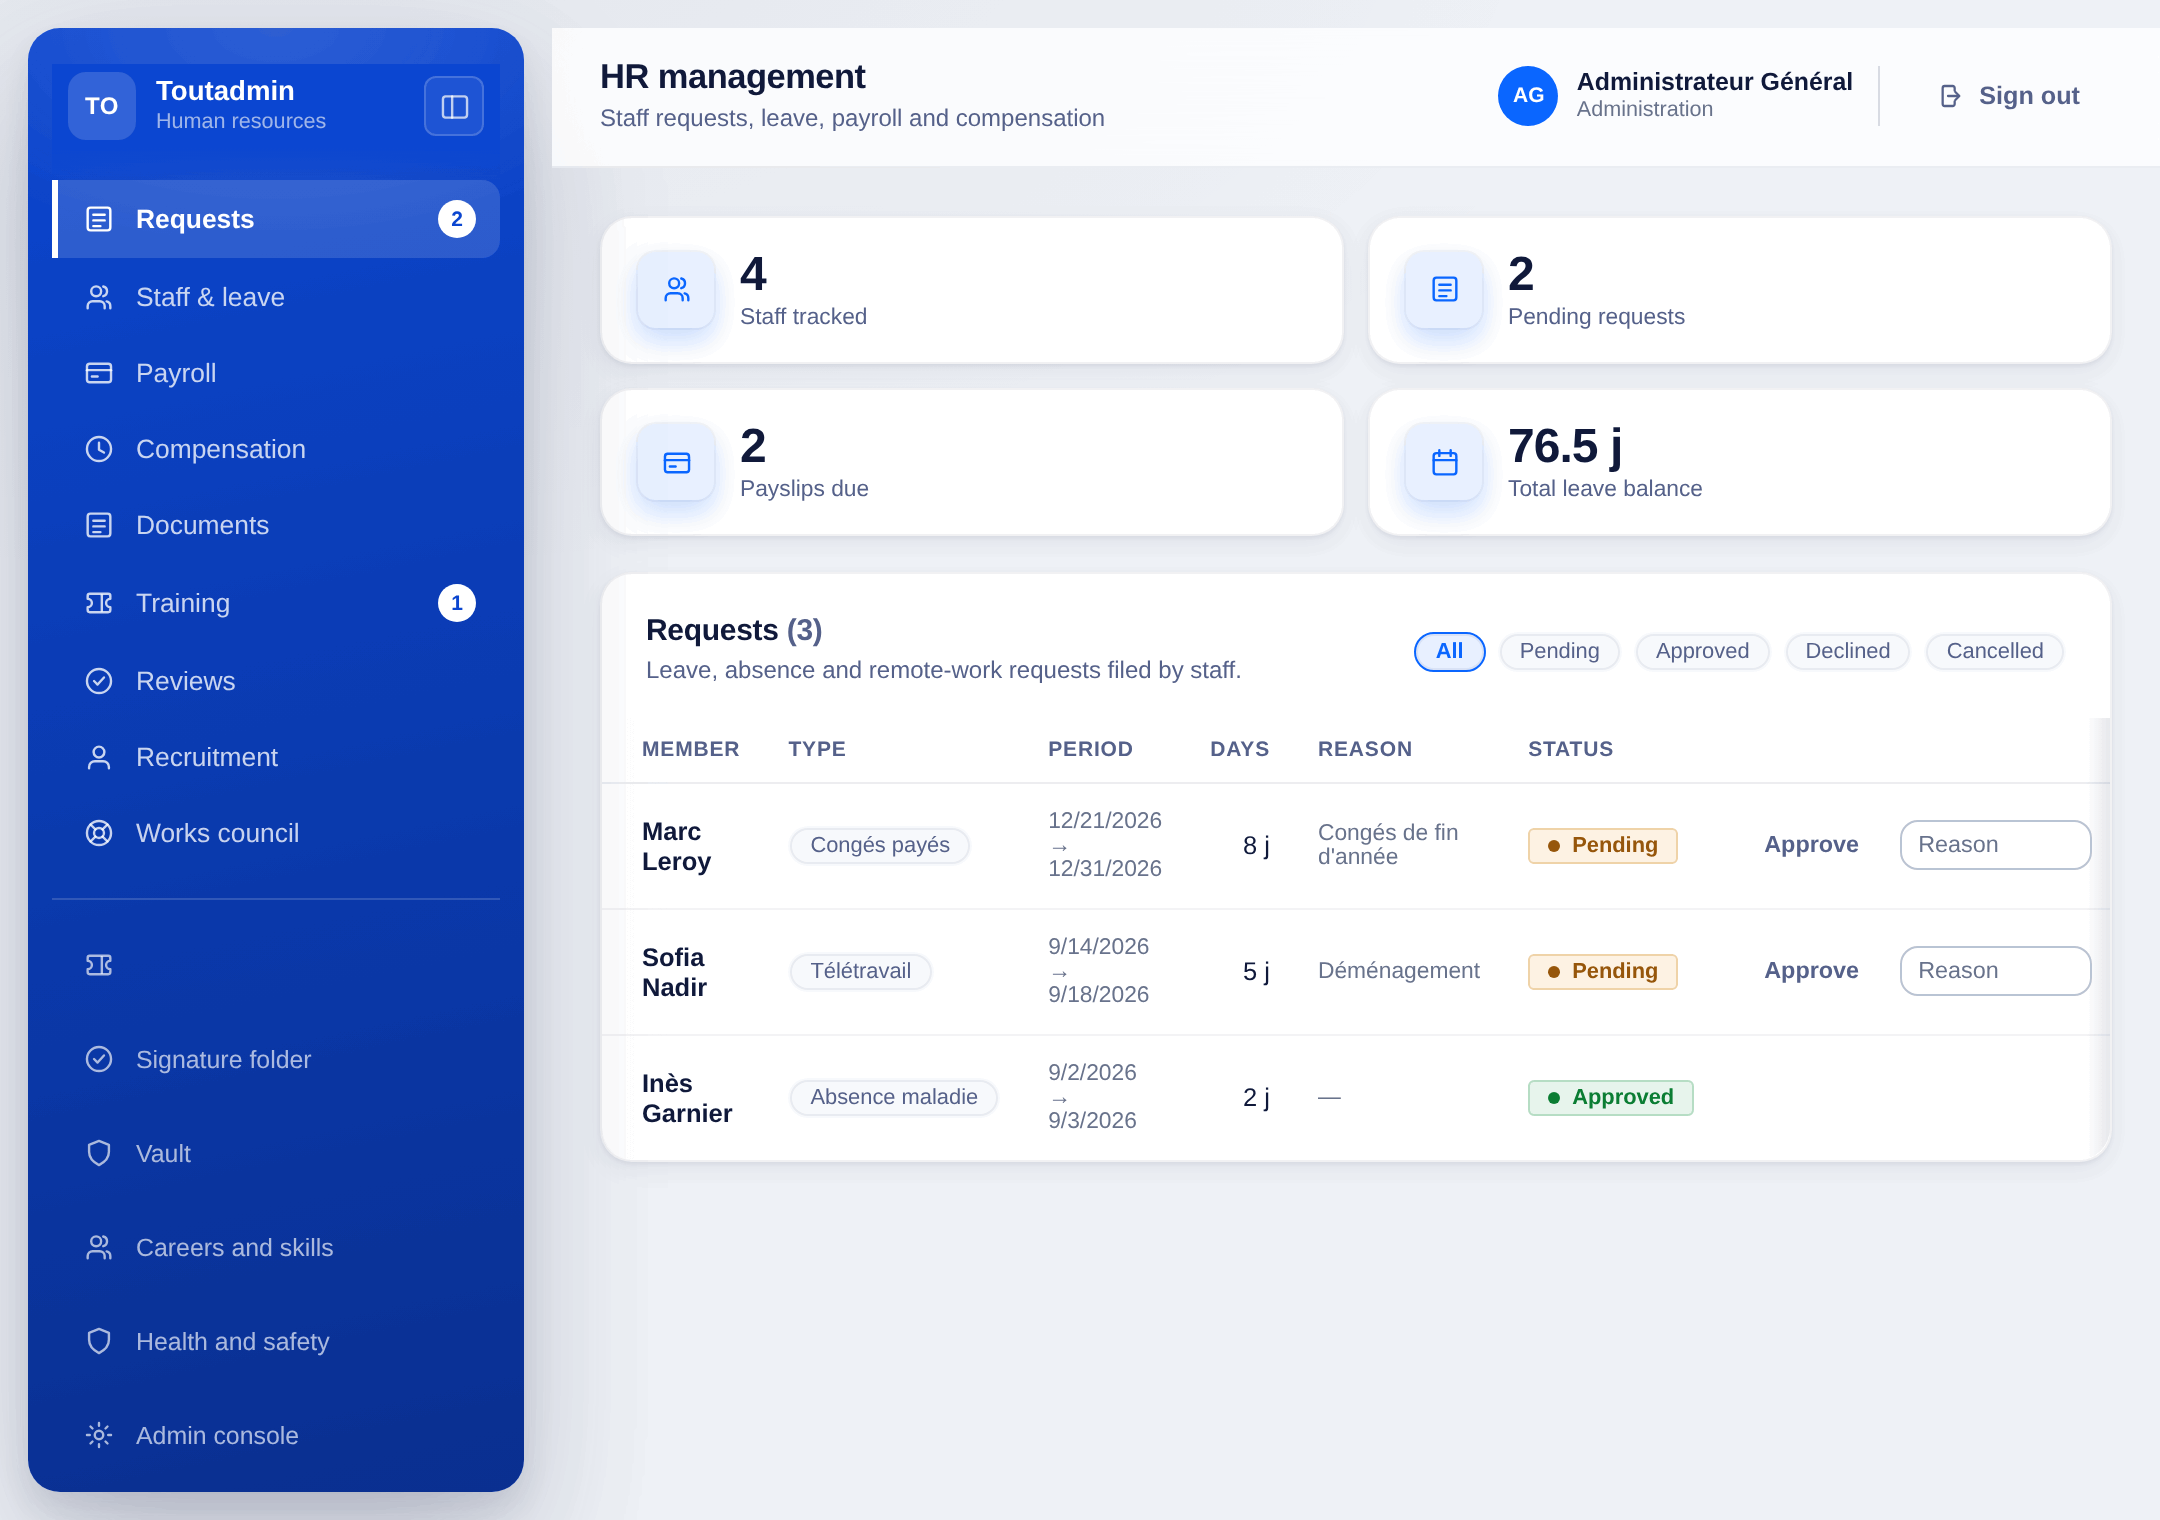 TO
Toutadmin
Human resources
Requests 2
Staff & leave
Payroll
Compensation
Documents
Training 1
Reviews
Recruitment
Works council
Signature folder
Vault
Careers and skills
Health and safety
Admin console
HR management
Staff requests, leave, payroll and compensation
AG
Administrateur Général
Administration
Sign out
4
Staff tracked
2
Pending requests
2
Payslips due
76.5 j
Total leave balance
Requests (3)
Leave, absence and remote-work requests filed by staff.
All Pending Approved Declined Cancelled
MEMBER TYPE PERIOD DAYS REASON STATUS
Marc
Leroy
Congés payés
12/21/2026
→
12/31/2026
8 j
Congés de fin
d'année
Pending
Approve
Reason
Sofia
Nadir
Télétravail
9/14/2026
→
9/18/2026
5 j
Déménagement
Pending
Approve
Reason
Inès
Garnier
Absence maladie
9/2/2026
→
9/3/2026
2 j
—
Approved